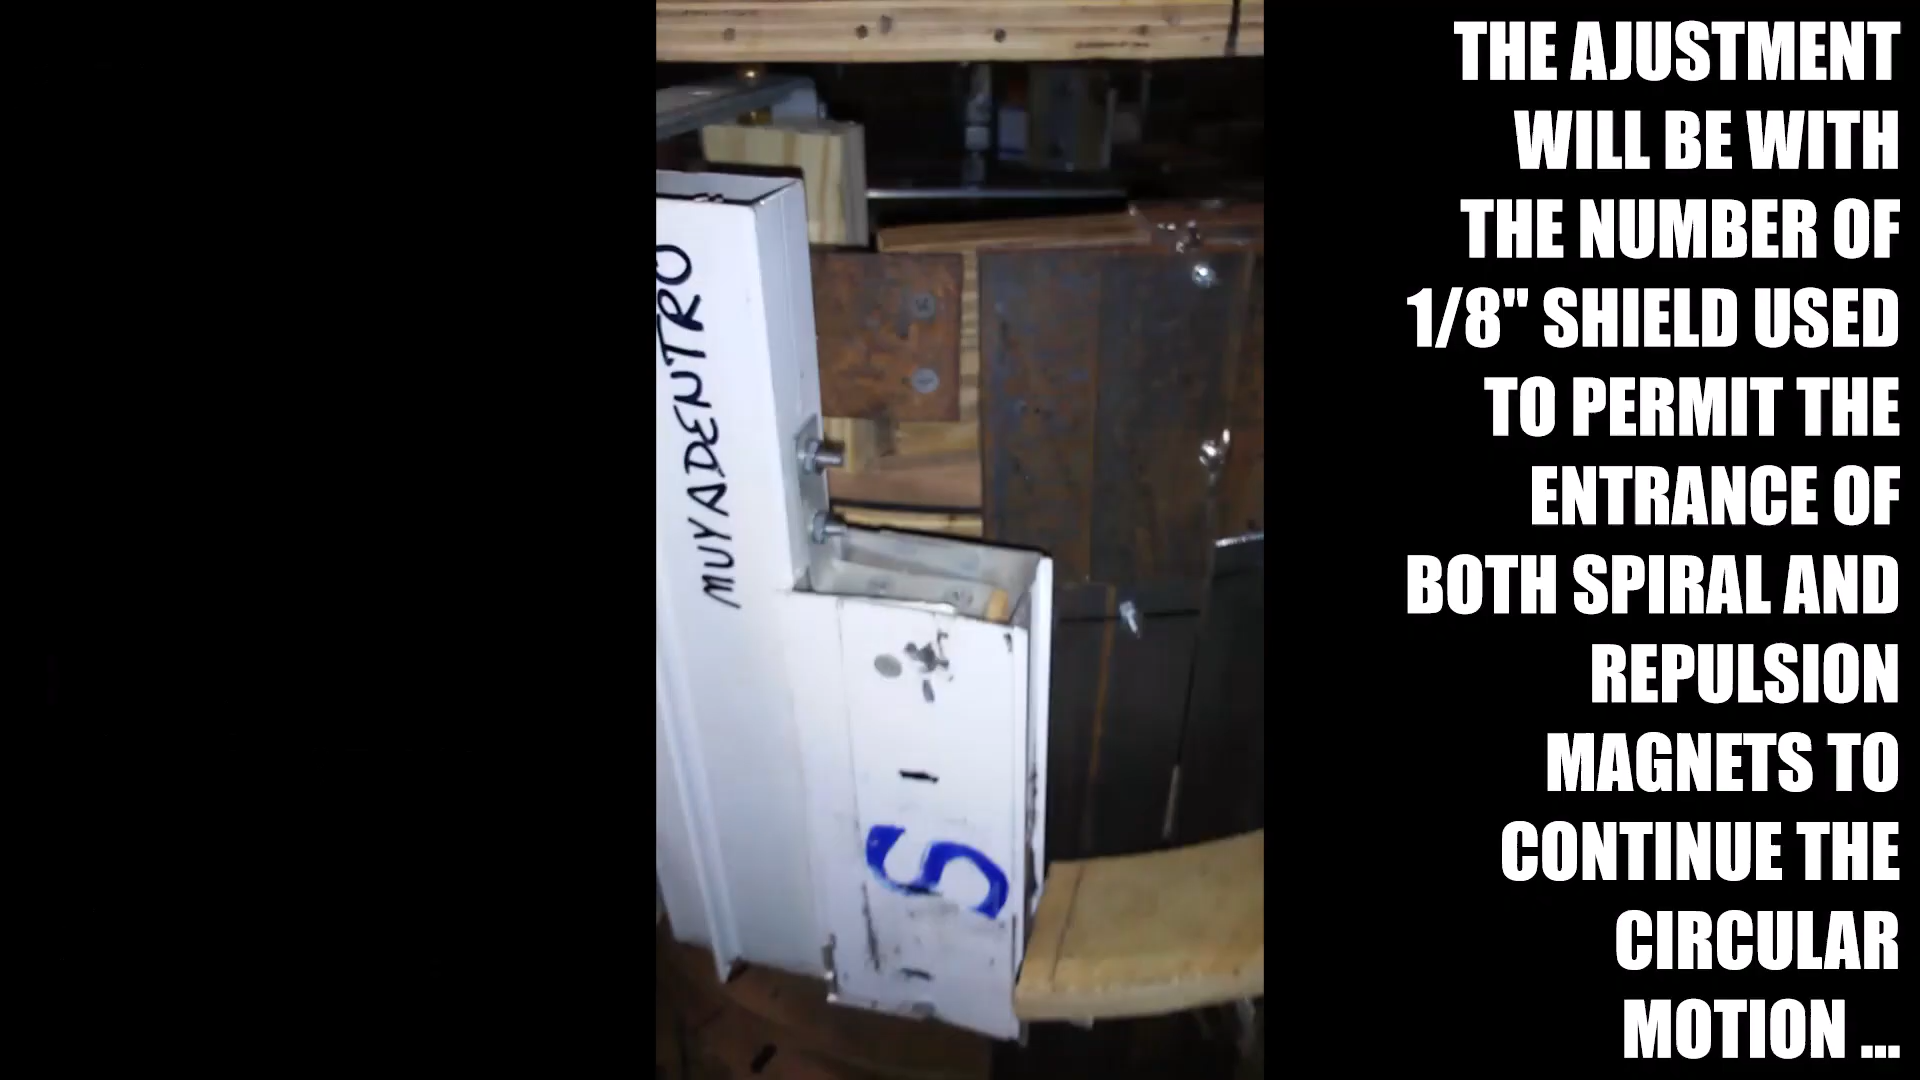 THE AJUSTMENT
WILL BE WITH
THE NUMBER OF
1/8" SHIELD USED
TO PERMIT THE
ENTRANCE OF
BOTH SPIRAL AND
REPULSION
MAGNETS TO
CONTINUE THE
CIRCULAR
MOTION ...
MUYADENTRO
S